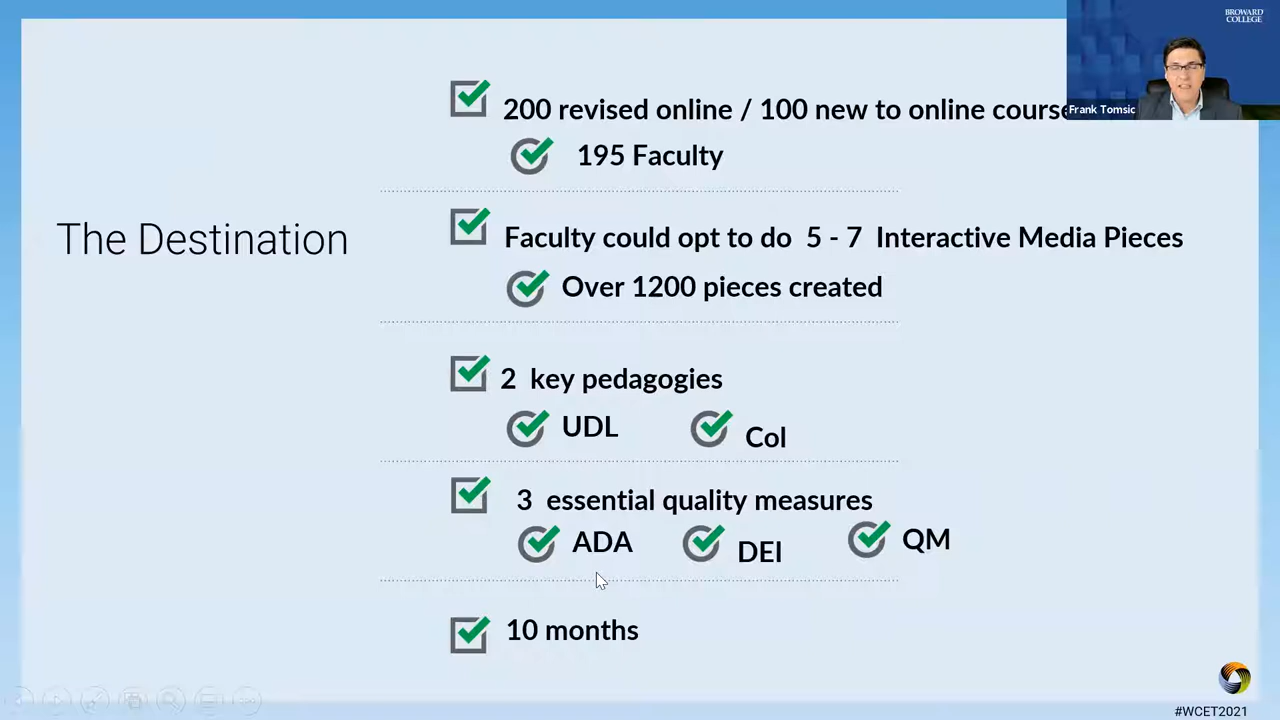 BROWARD
COLLEGE
Frank Tomsic
200 revised online / 100 new to online course
195 Faculty
The Destination
Faculty could opt to do 5 - 7 Interactive Media Pieces
Over 1200 pieces created
2 key pedagogies
UDL
CoI
3 essential quality measures
ADA
DEI
QM
10 months
#WCET2021